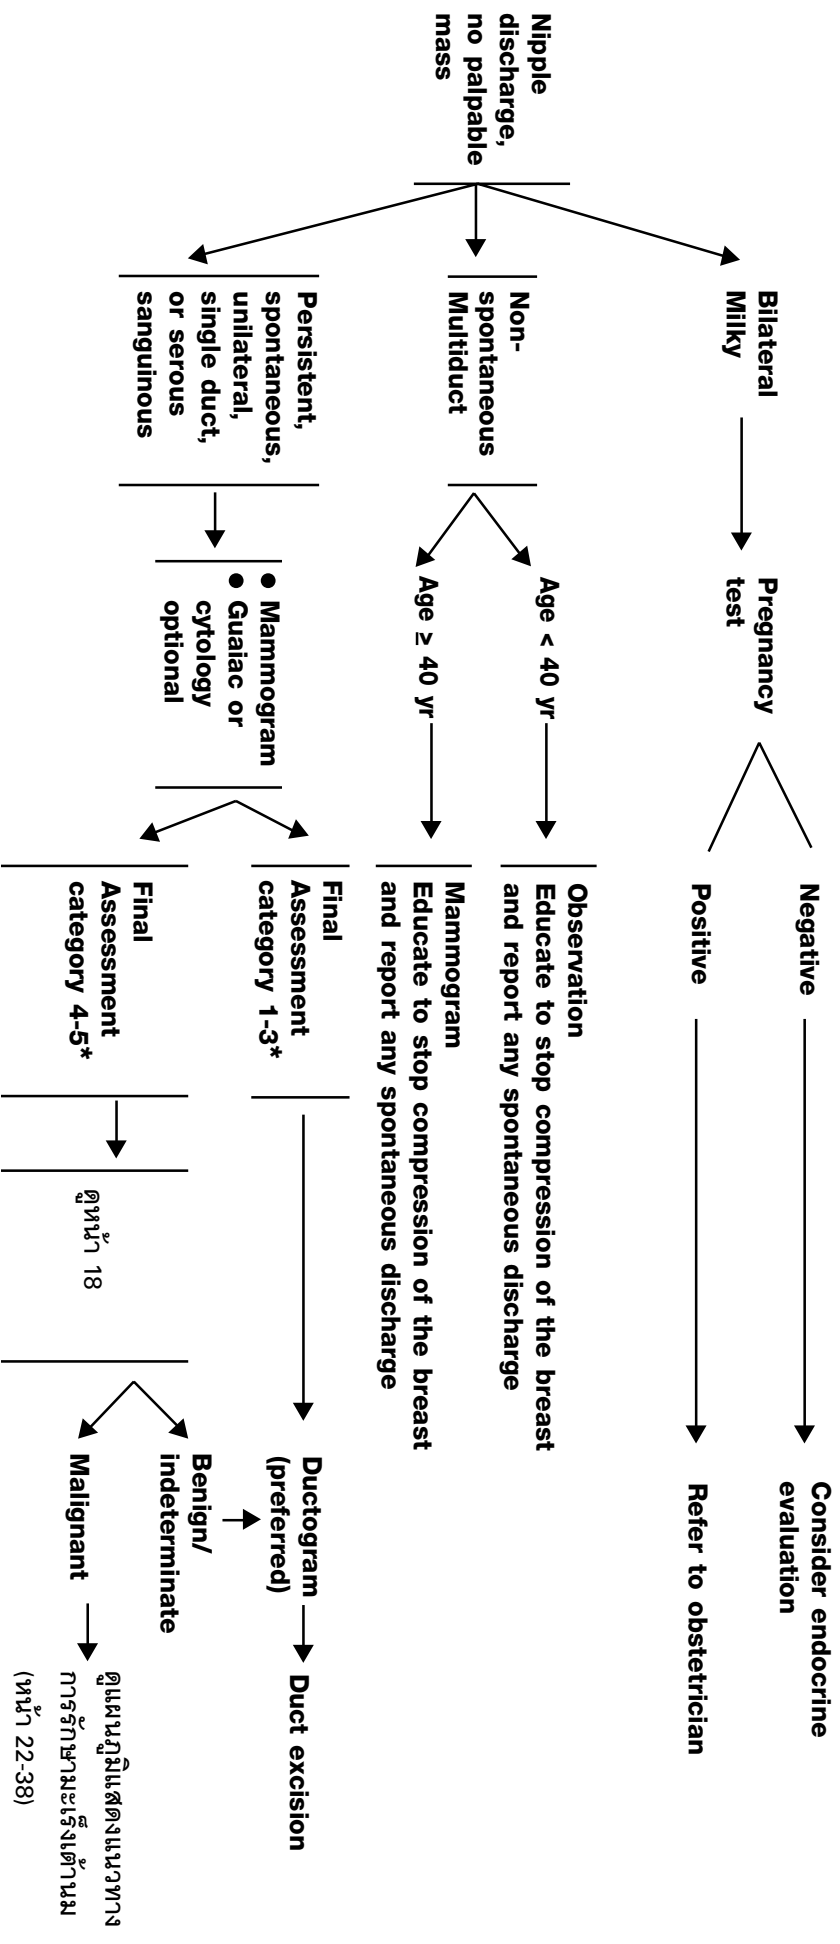 Nipple
discharge,
no palpable
mass
Bilateral
Milky
Pregnancy
test
Negative
Consider endocrine
evaluation
Positive
Refer to obstetrician
Non-
spontaneous
Multiduct
Age < 40 yr
Observation
Educate to stop compression of the breast
and report any spontaneous discharge
Age ≥ 40 yr
Mammogram
Educate to stop compression of the breast
and report any spontaneous discharge
Persistent,
spontaneous,
unilateral,
single duct,
or serous
sanguinous
● Mammogram
● Guaiac or
cytology
optional
Final
Assessment
category 1-3*
Ductogram
(preferred)
Duct excision
Final
Assessment
category 4-5*
ดูหน้า 18
Benign/
indeterminate
Malignant
ดูแผนภูมิแสดงแนวทาง
การรักษามะเร็งเต้านม
(หน้า 22-38)